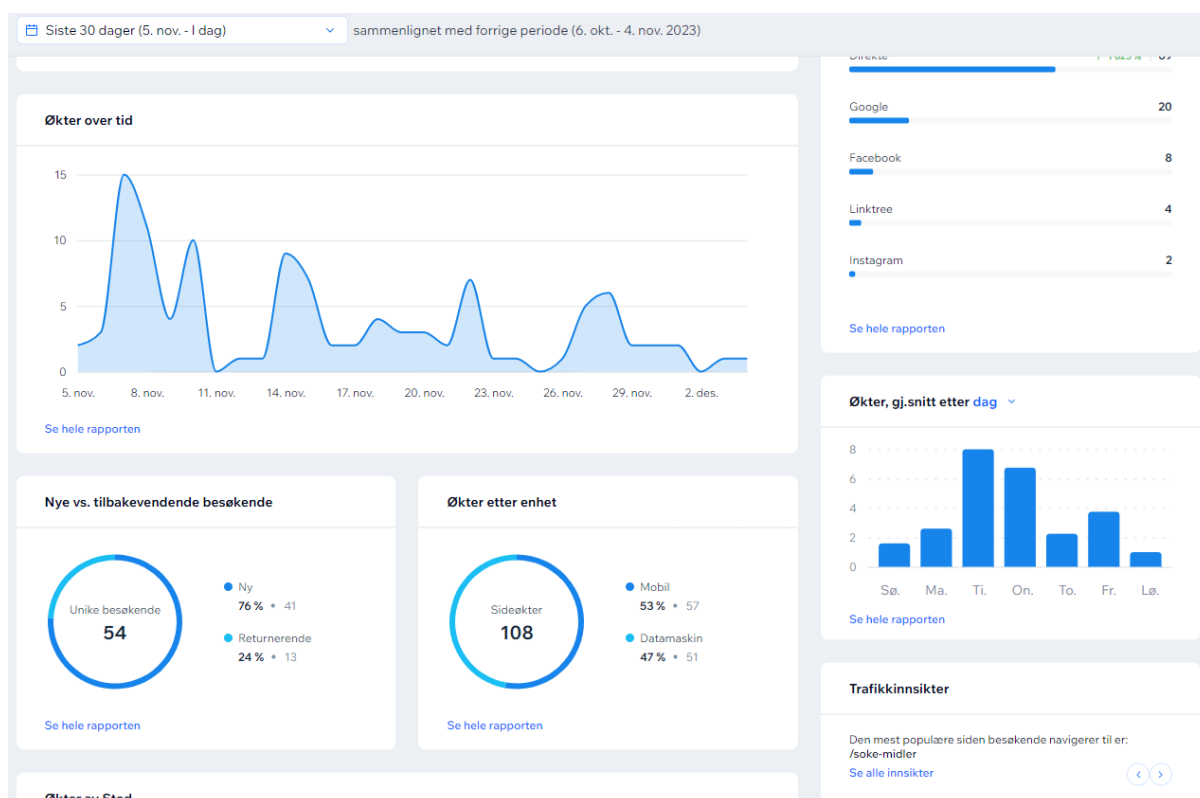 Siste 30 dager (5. nov. - I dag)
sammenlignet med forrige periode (6. okt. - 4. nov. 2023)
Økter over tid
15
10
5
0
5. nov. 8. nov. 11. nov. 14. nov. 17. nov. 20. nov. 23. nov. 26. nov. 29. nov. 2. des.
Se hele rapporten
Nye vs. tilbakevendende besøkende
Unike besøkende
54
Ny
76 % • 41
Returnerende
24 % • 13
Se hele rapporten
Økter etter enhet
Sideøkter
108
Mobil
53 % • 57
Datamaskin
47 % • 51
Se hele rapporten
Økter av Sted
Direkte
Google 20
Facebook 8
Linktree 4
Instagram 2
Se hele rapporten
Økter, gj.snitt etter dag
8
6
4
2
0
Sø. Ma. Ti. On. To. Fr. Lø.
Se hele rapporten
Trafikkinnsikter
Den mest populære siden besøkende navigerer til er:
/soke-midler
Se alle innsikter